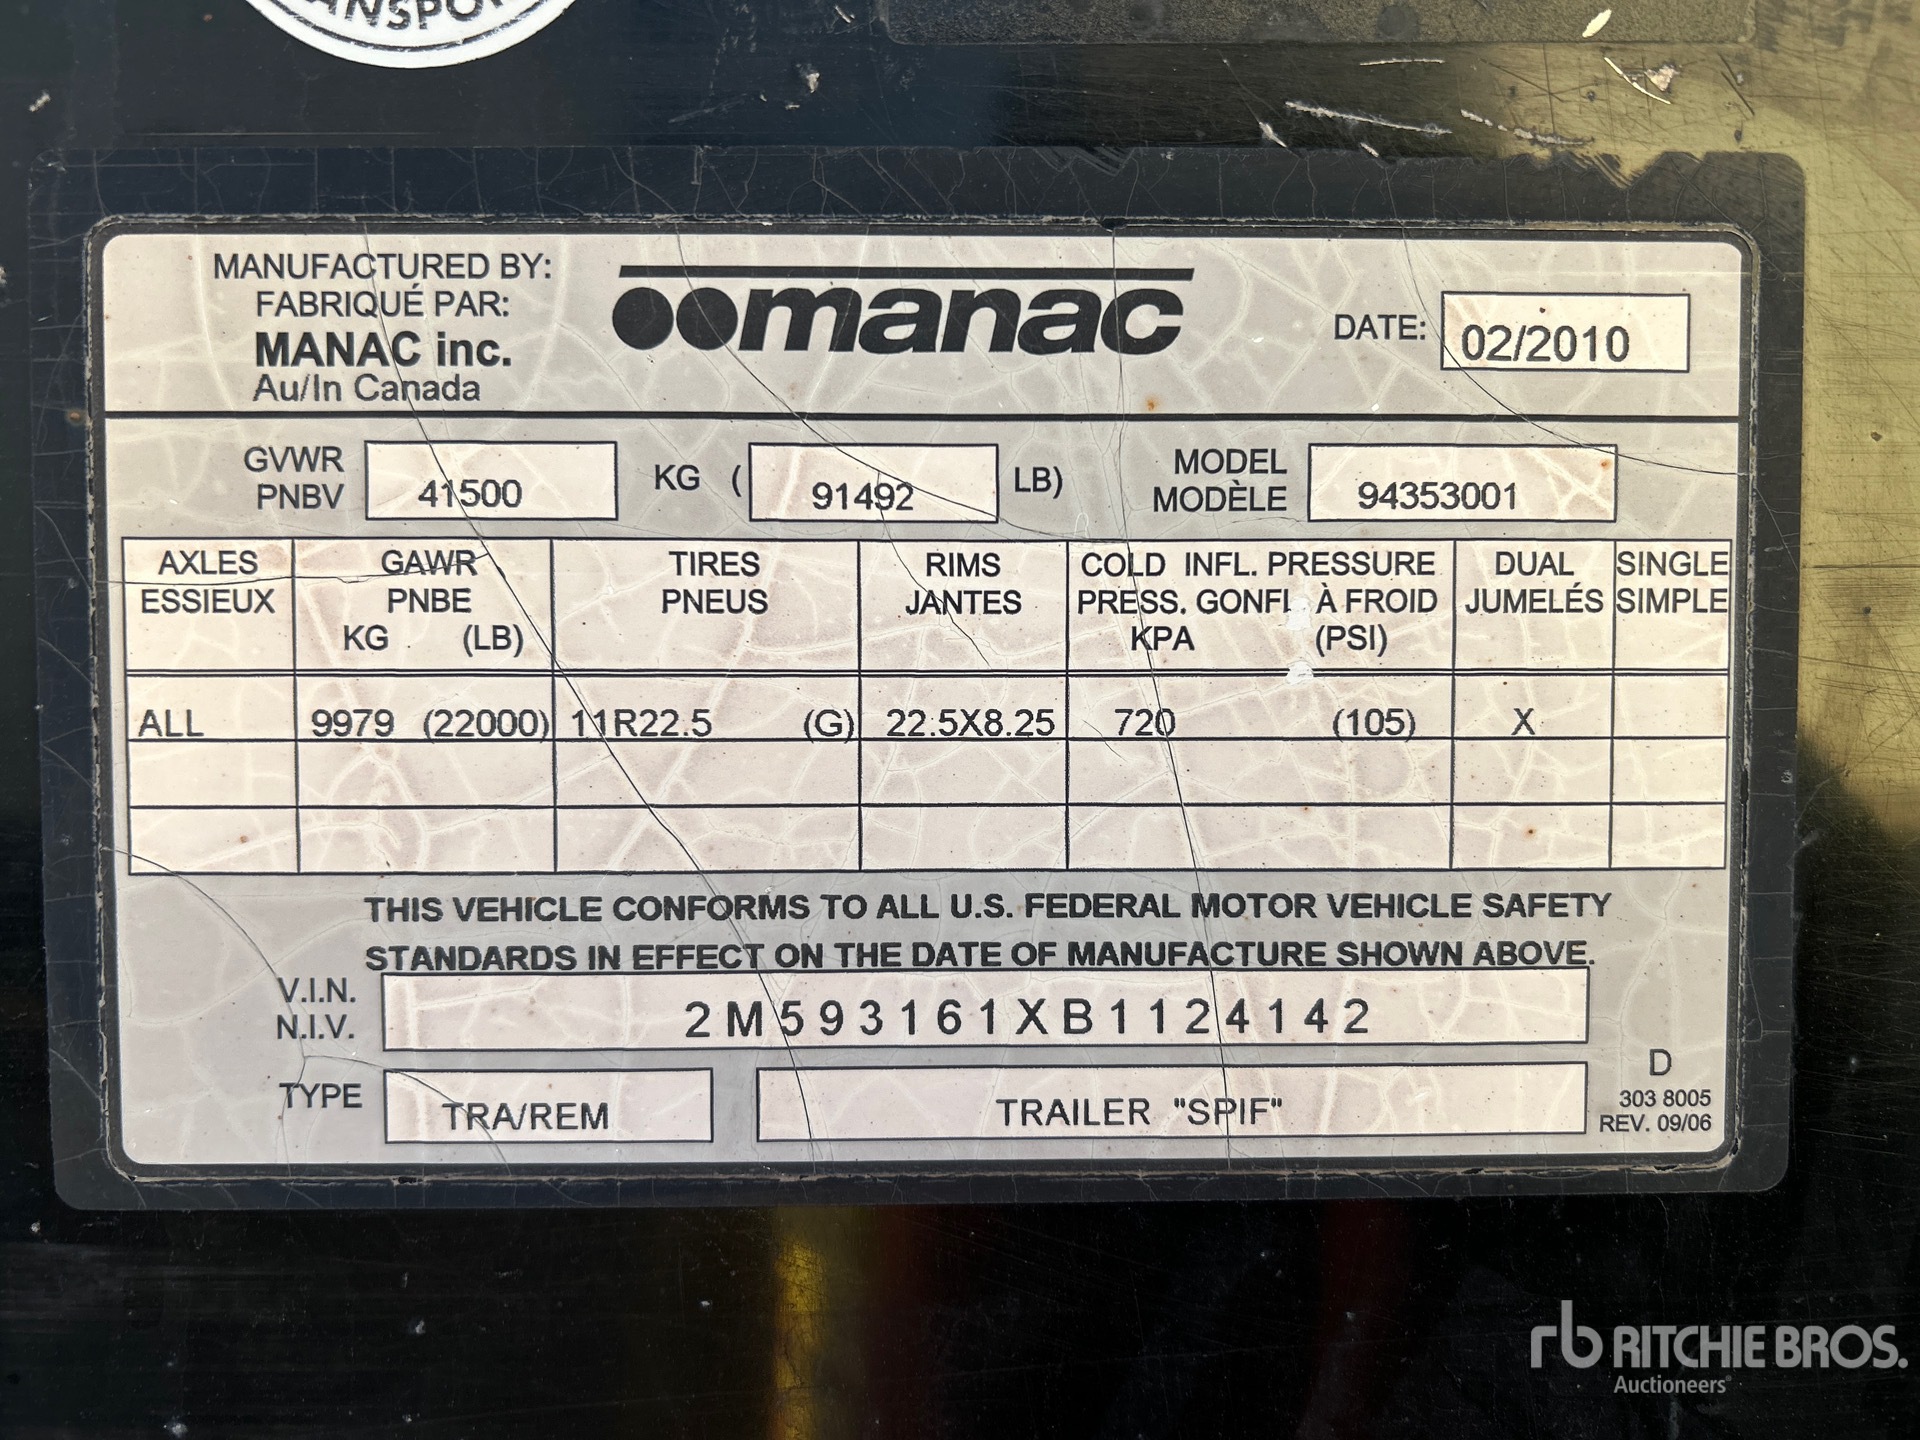 MANUFACTURED BY:
FABRIQUÉ PAR:
MANAC inc.
Au/In Canada
manac
DATE: 02/2010
GVWR
PNBV 41500 KG ( 91492 LB)
MODEL
MODÈLE 94353001
AXLES
ESSIEUX
GAWR
PNBE
KG (LB)
TIRES
PNEUS
RIMS
JANTES
COLD INFL. PRESSURE
PRESS. GONFL. À FROID
KPA (PSI)
DUAL
JUMELÉS
SINGLE
SIMPLE
ALL 9979 (22000) 11R22.5 (G) 22.5X8.25 720 (105) X
THIS VEHICLE CONFORMS TO ALL U.S. FEDERAL MOTOR VEHICLE SAFETY
STANDARDS IN EFFECT ON THE DATE OF MANUFACTURE SHOWN ABOVE.
V.I.N.
N.I.V. 2M593161XB1124142
TYPE TRA/REM TRAILER "SPIF"
D
303 8005
REV. 09/06
rb RITCHIE BROS.
Auctioneers